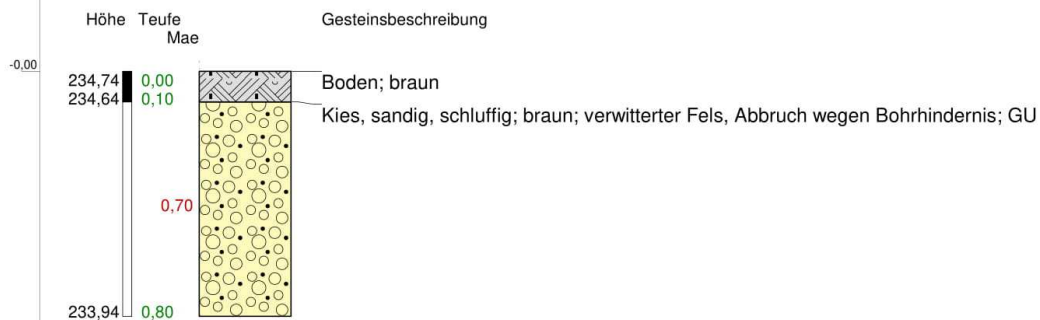 Höhe Teufe Gesteinsbeschreibung
Mae
-0,00
234,74 0,00 Boden; braun
234,64 0,10
Kies, sandig, schluffig; braun; verwitterter Fels, Abbruch wegen Bohrhindernis; GU
0,70
233,94 0,80